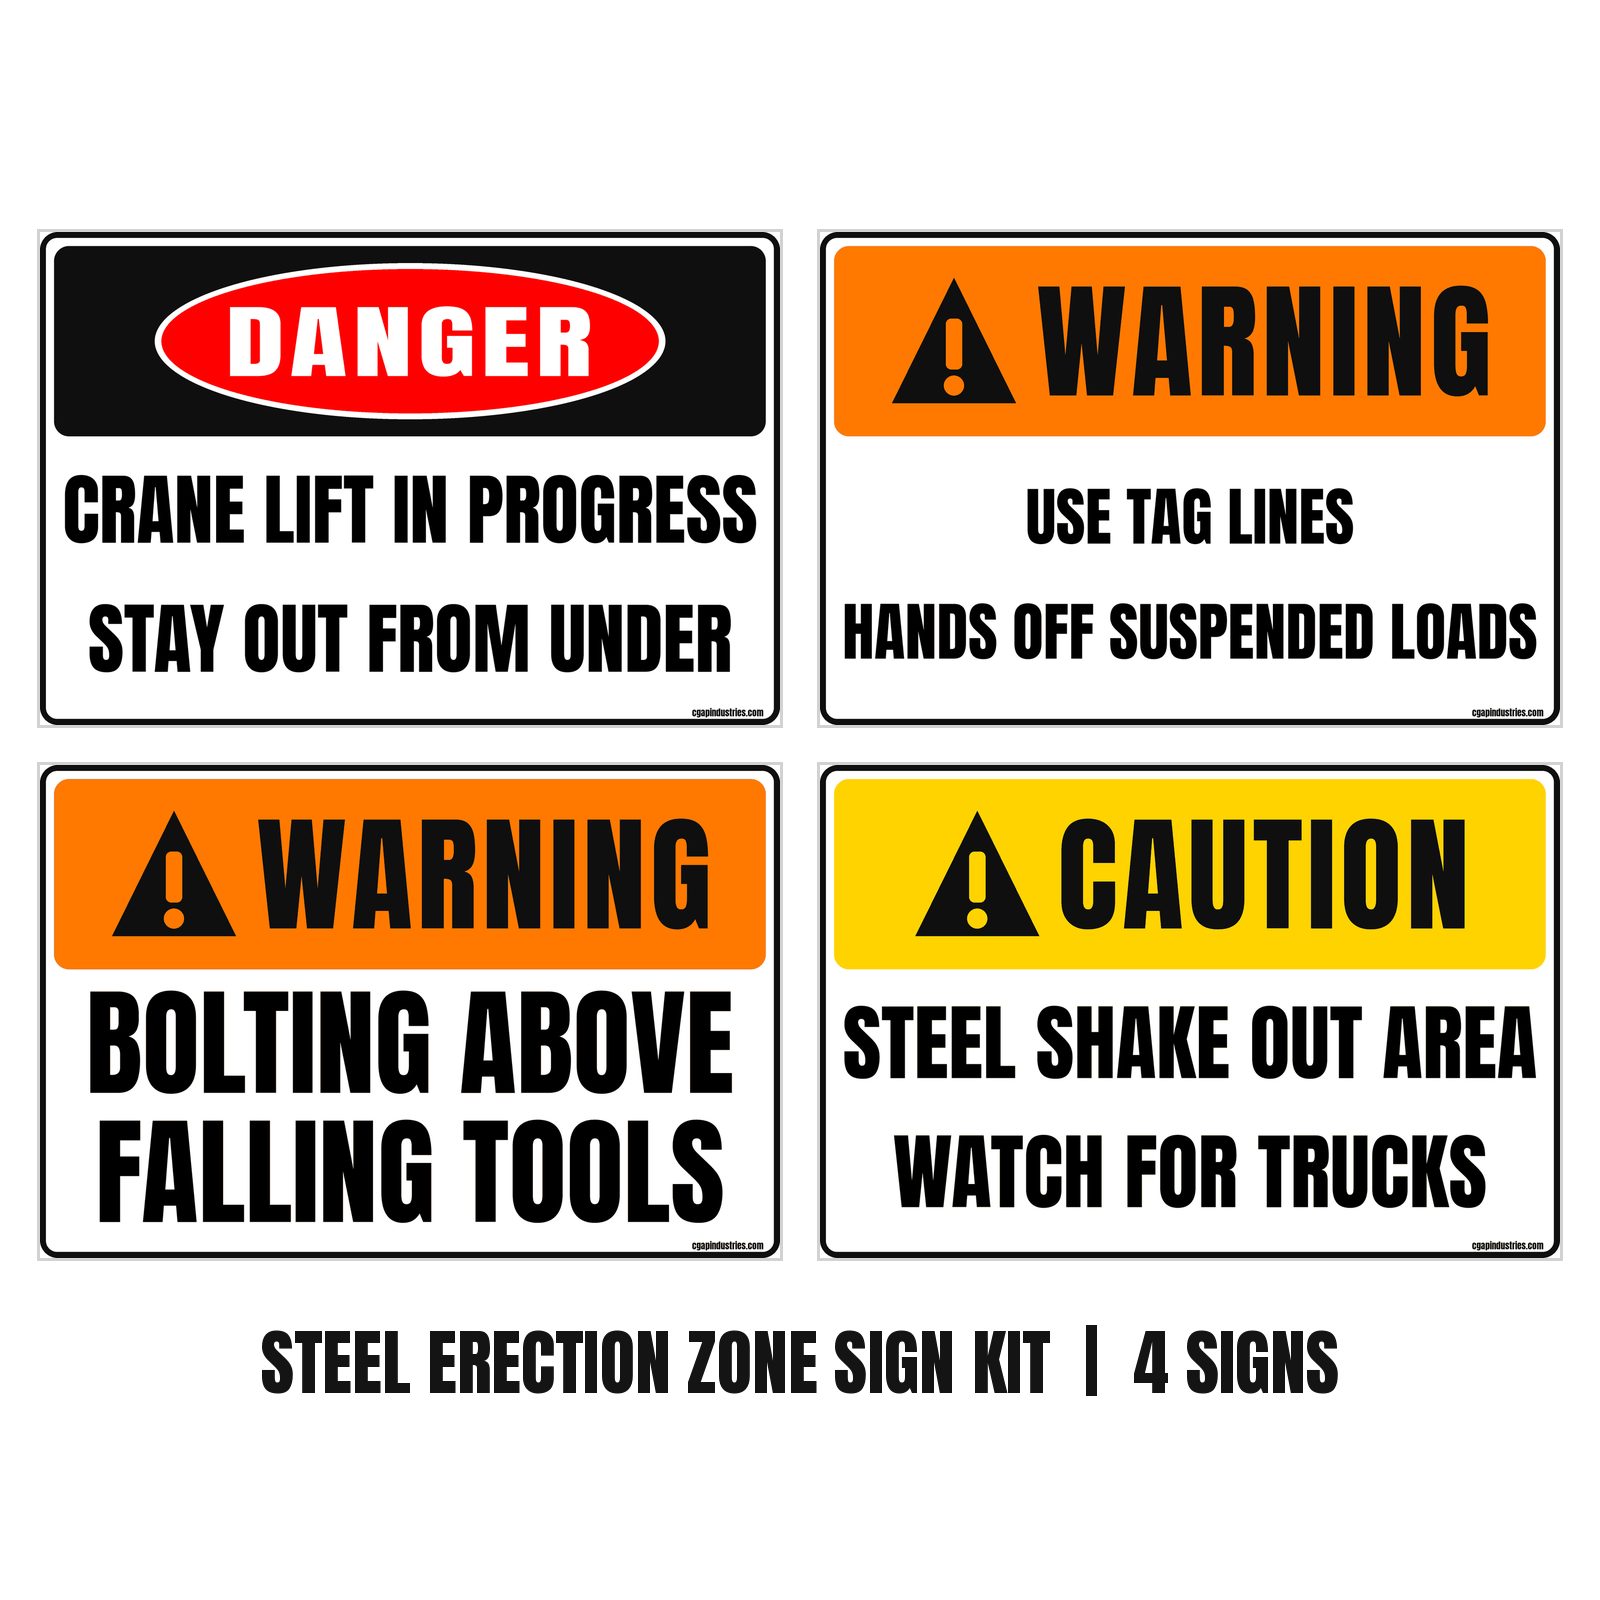 DANGER
CRANE LIFT IN PROGRESS
STAY OUT FROM UNDER
cgapindustries.com
WARNING
USE TAG LINES
HANDS OFF SUSPENDED LOADS
cgapindustries.com
WARNING
BOLTING ABOVE
FALLING TOOLS
cgapindustries.com
CAUTION
STEEL SHAKE OUT AREA
WATCH FOR TRUCKS
cgapindustries.com
STEEL ERECTION ZONE SIGN KIT | 4 SIGNS